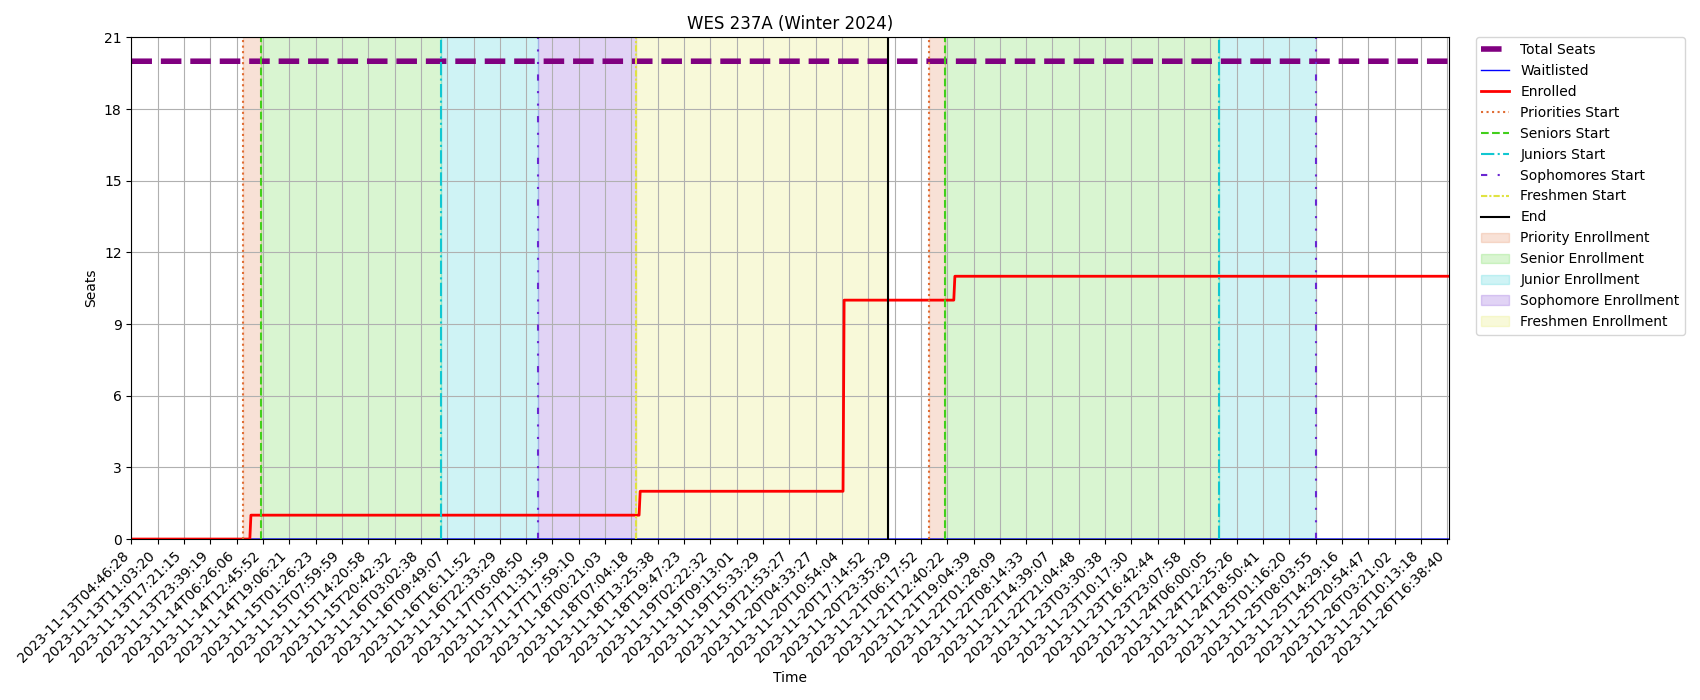 WES 237A (Winter 2024)
21
18
15
12
9
6
3
0
Seats
2023-11-13T04:46:28
2023-11-13T11:03:20
2023-11-13T17:21:15
2023-11-13T23:39:19
2023-11-14T06:26:06
2023-11-14T12:45:52
2023-11-14T19:06:21
2023-11-15T01:26:23
2023-11-15T07:59:59
2023-11-15T14:20:58
2023-11-15T20:42:32
2023-11-16T03:02:38
2023-11-16T09:49:07
2023-11-16T16:11:52
2023-11-16T22:33:29
2023-11-17T05:08:50
2023-11-17T11:31:59
2023-11-17T17:59:10
2023-11-18T00:21:03
2023-11-18T07:04:18
2023-11-18T13:25:38
2023-11-18T19:47:23
2023-11-19T02:22:32
2023-11-19T09:13:01
2023-11-19T15:33:29
2023-11-19T21:53:27
2023-11-20T04:33:27
2023-11-20T10:54:04
2023-11-20T17:14:52
2023-11-20T23:35:29
2023-11-21T06:17:52
2023-11-21T12:40:22
2023-11-21T19:04:39
2023-11-22T01:28:09
2023-11-22T08:14:33
2023-11-22T14:39:07
2023-11-22T21:04:48
2023-11-23T03:30:38
2023-11-23T10:17:30
2023-11-23T16:42:44
2023-11-23T23:07:58
2023-11-24T06:00:05
2023-11-24T12:25:26
2023-11-24T18:50:41
2023-11-25T01:16:20
2023-11-25T08:03:55
2023-11-25T14:29:16
2023-11-25T20:54:47
2023-11-26T03:21:02
2023-11-26T10:13:18
2023-11-26T16:38:40
Time
Total Seats
Waitlisted
Enrolled
Priorities Start
Seniors Start
Juniors Start
Sophomores Start
Freshmen Start
End
Priority Enrollment
Senior Enrollment
Junior Enrollment
Sophomore Enrollment
Freshmen Enrollment